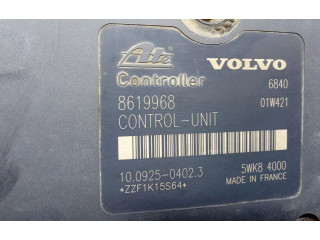 Ate VOLVO
Controller 6840
8619968 01W421
CONTROL-UNIT
10.0925-0402.3 5WK8 4000
*ZZF1K15S64* MADE IN FRANCE